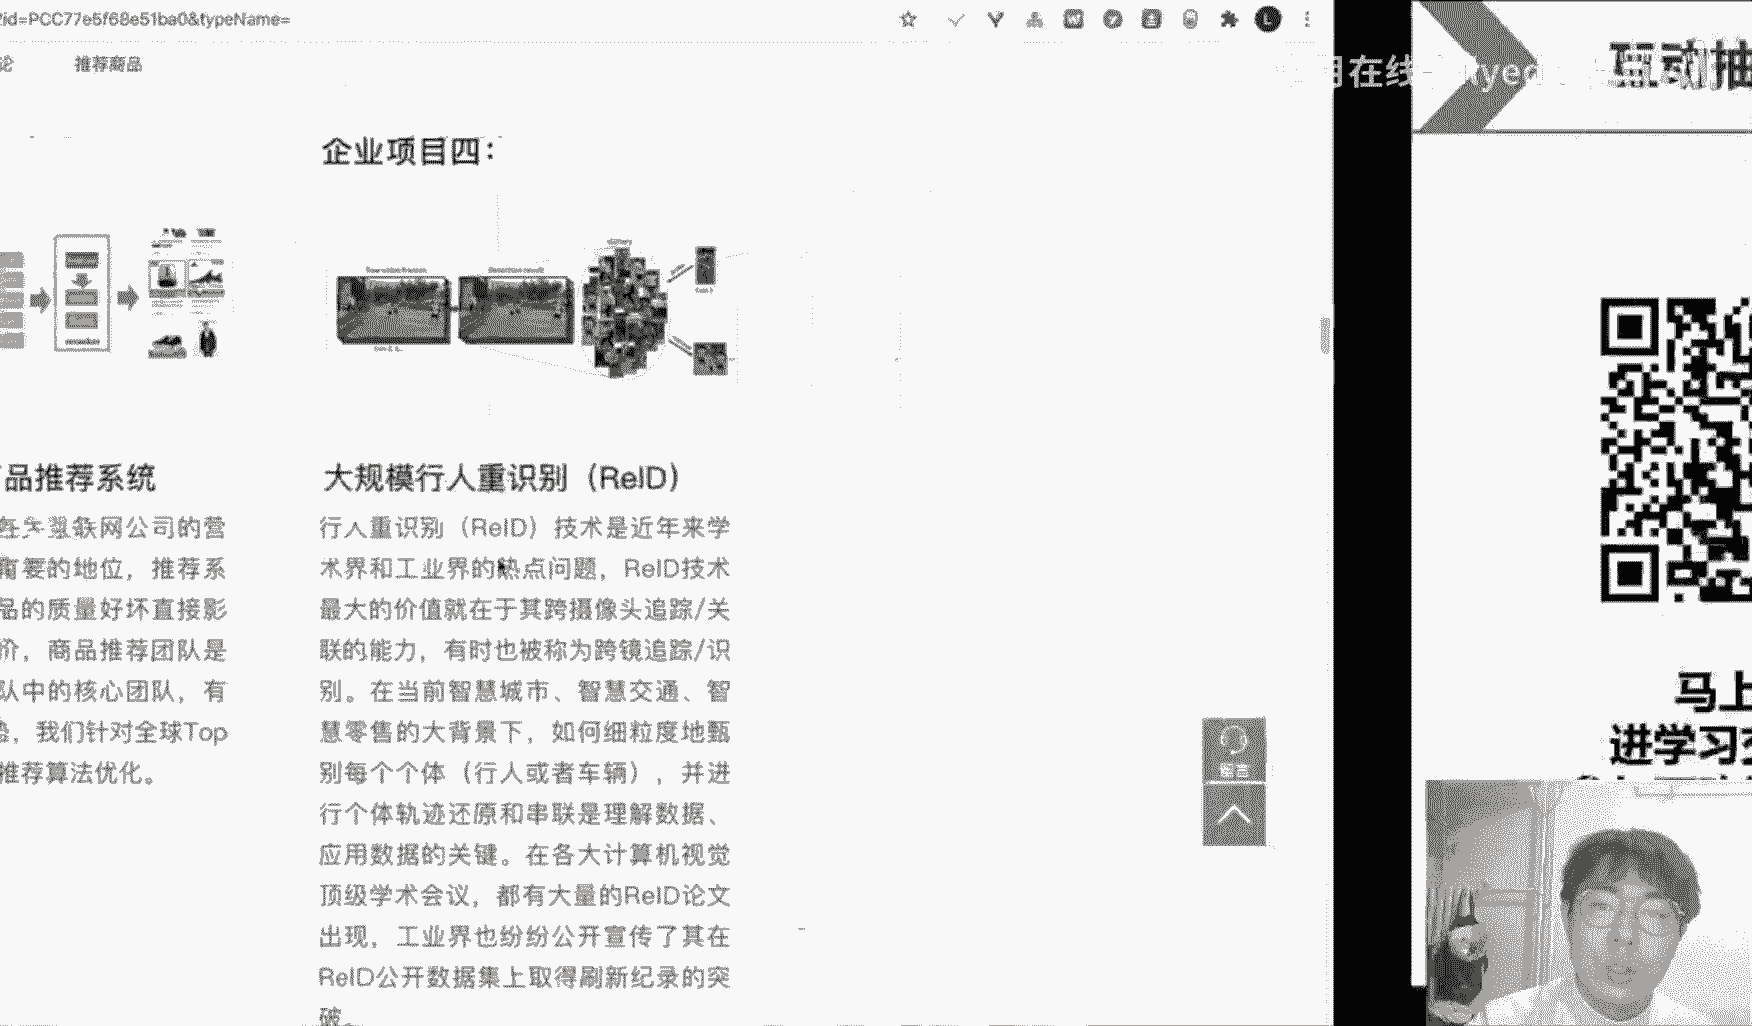 ?id=PCC77e5f68e51ba0&typeName=
论
推荐商品
企业项目四：
品推荐系统
联网公司的营
需要的地位，推荐系
品的质量好坏直接影
价，商品推荐团队是
队中的核心团队，有
，我们针对全球Top
推荐算法优化。
大规模行人重识别（ReID）
行人重识别（ReID）技术是近年来学
术界和工业界的热点问题，ReID技术
最大的价值就在于其跨摄像头追踪/关
联的能力，有时也被称为跨镜追踪/识
别。在当前智慧城市、智慧交通、智
慧零售的大背景下，如何细粒度地甄
别每个个体（行人或者车辆），并进
行个体轨迹还原和串联是理解数据、
应用数据的关键。在各大计算机视觉
顶级学术会议，都有大量的ReID论文
出现，工业界也纷纷公开宣传了其在
ReID公开数据集上取得刷新纪录的突
破。
留言
L
在线
互动抽
马上
进学习交